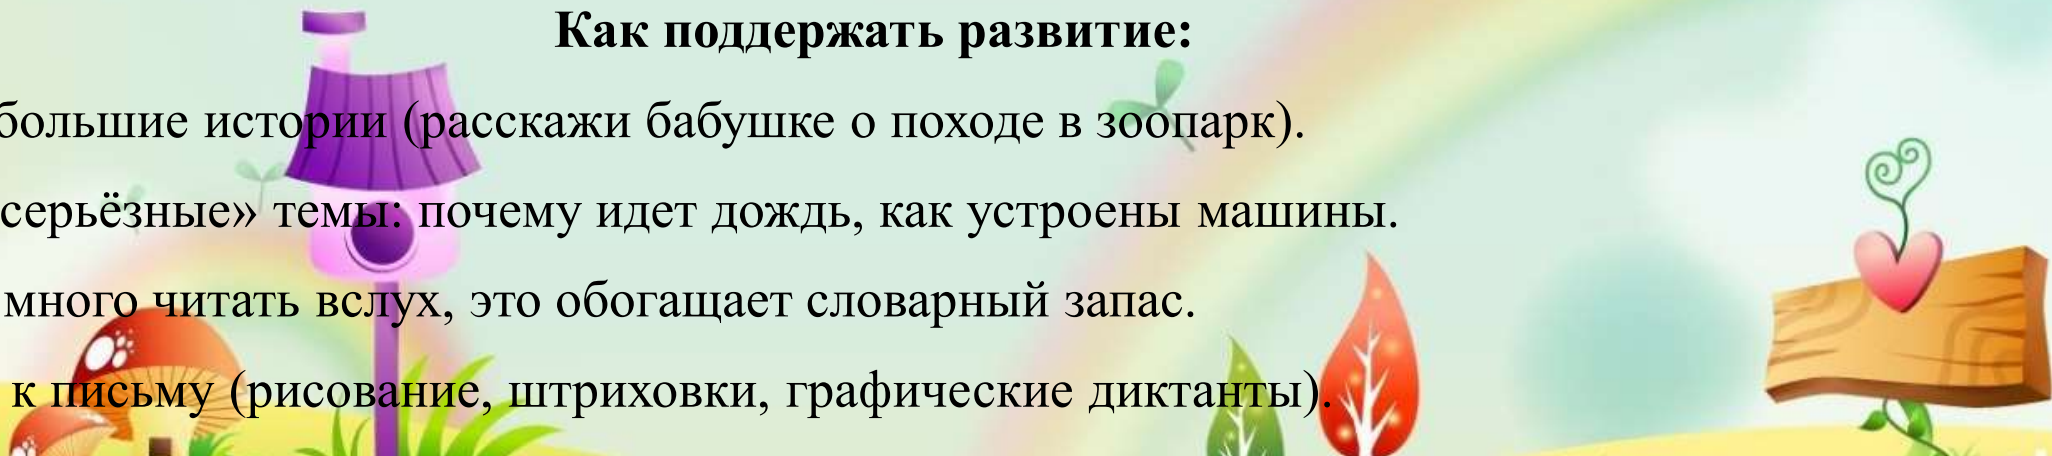 Как поддержать развитие:
большие истории (расскажи бабушке о походе в зоопарк).
серьёзные» темы: почему идет дождь, как устроены машины.
много читать вслух, это обогащает словарный запас.
к письму (рисование, штриховки, графические диктанты).